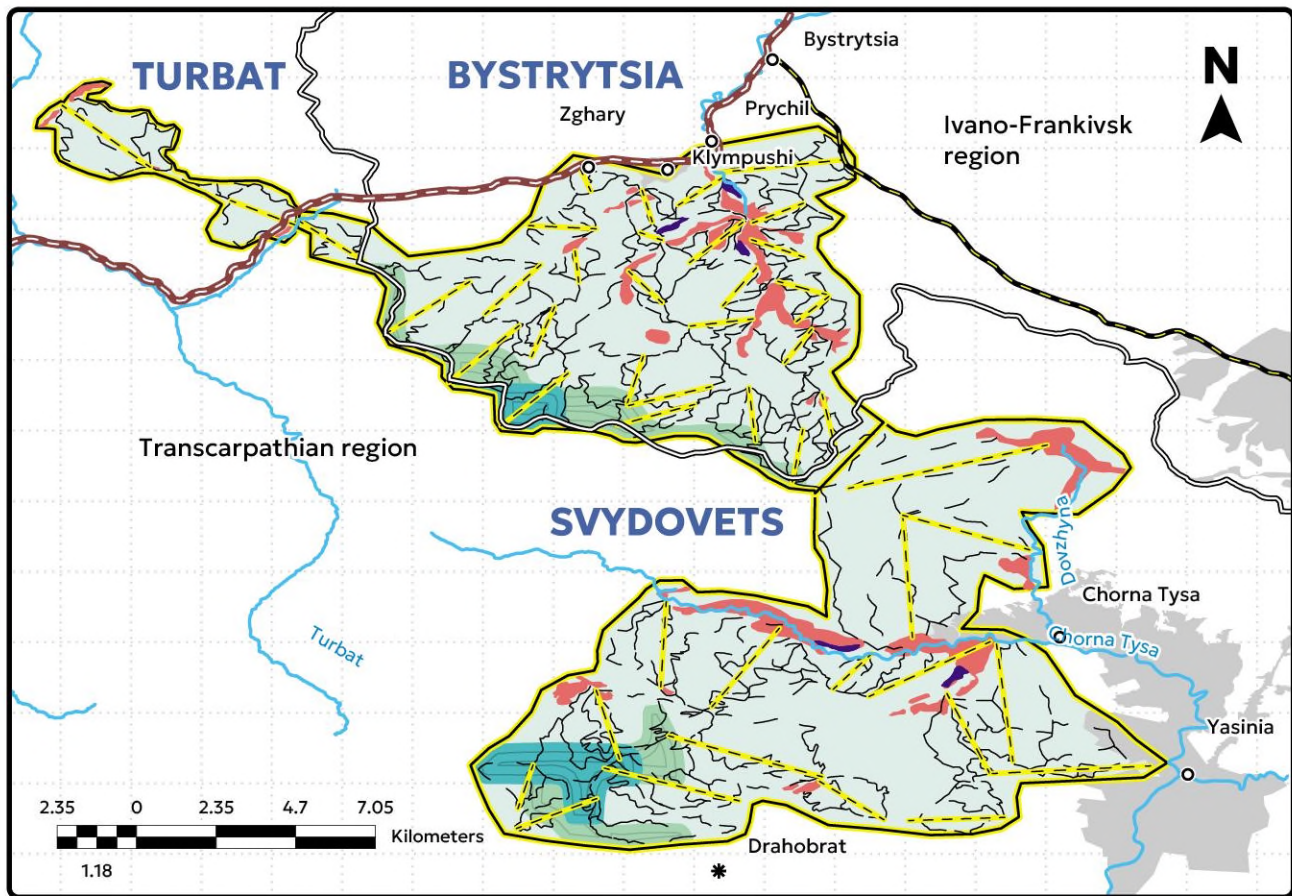 Bystrytsia
TURBAT
BYSTRYTSIA
N
Zghary
Prychil
Ivano-Frankivsk
region
Klympushi
Transcarpathian region
SVYDOVETS
Dovzhyna
Chorna Tysa
Chorna Tysa
Turbat
Yasinia
2.35 0 2.35 4.7 7.05
Kilometers
1.18
Drahobrat